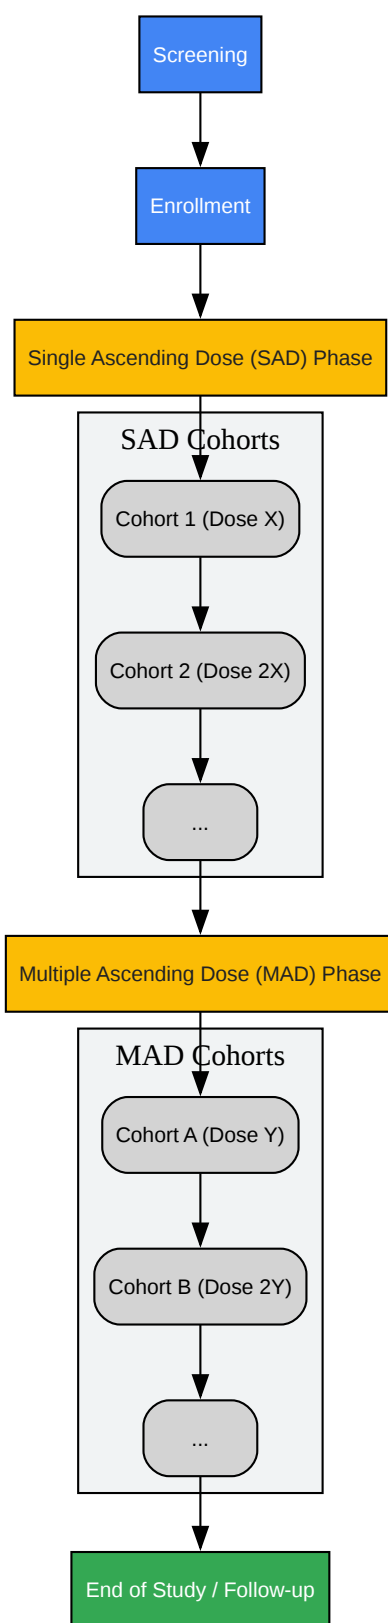 Screening
Enrollment
Single Ascending Dose (SAD) Phase
SAD Cohorts
Cohort 1 (Dose X)
Cohort 2 (Dose 2X)
...
Multiple Ascending Dose (MAD) Phase
MAD Cohorts
Cohort A (Dose Y)
Cohort B (Dose 2Y)
...
End of Study / Follow-up